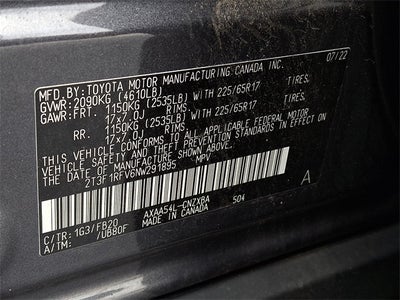 MFD.BY: TOYOTA MOTOR MANUFACTURING CANADA INC. 07/22
GVWR: 2090KG (4610LB)
GAWR: FRT. 1150KG (2535LB) WITH 225/65R17 TIRES.
17x7.0J RIMS
RR. 1150KG (2535LB) WITH 225/65R17 TIRES.
17x7.0J RIMS
THIS VEHICLE CONFORMS TO ALL APPLICABLE FEDERAL MOTOR
VEHICLE SAFETY AND THEFT PREVENTION STANDARDS IN EFFECT
ON THE DATE OF MANUFACTURE SHOWN ABOVE.
2T3F1RFV6NW291895 MPV
A
C/TR: 1G3/FB20 AXAA54L-CNZXBA 504
A/TM: /UB80F MADE IN CANADA